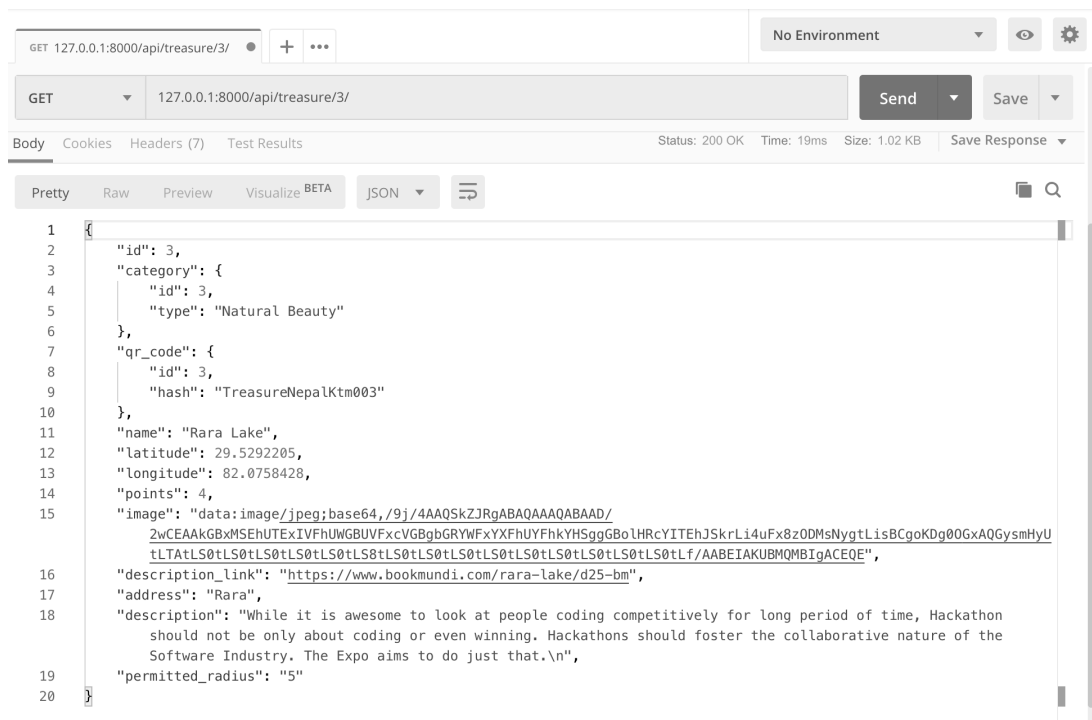 GET 127.0.0.1:8000/api/treasure/3/
No Environment
GET 127.0.0.1:8000/api/treasure/3/ Send Save
Body Cookies Headers (7) Test Results Status: 200 OK Time: 19ms Size: 1.02 KB Save Response
Pretty Raw Preview Visualize BETA JSON
1 {
2 "id": 3,
3 "category": {
4 "id": 3,
5 "type": "Natural Beauty"
6 },
7 "qr_code": {
8 "id": 3,
9 "hash": "TreasureNepalKtm003"
10 },
11 "name": "Rara Lake",
12 "latitude": 29.5292205,
13 "longitude": 82.0758428,
14 "points": 4,
15 "image": "data:image/jpeg;base64,/9j/4AAQSkZJRgABAQAAAQABAAD/
2wCEAAkGBxMSEhUTExIVFhUWGBUVFxcVGBgbGRYWFxYXFhUYFhkYHSggGBolHRcYITEhJSkrLi4uFx8zODMsNygtLisBCgoKDg0OGxAQGysmHyU
tLTAtLS0tLS0tLS0tLS0tLS0tLS8tLS0tLS0tLS0tLS0tLS0tLS0tLS0tLS0tLS0tLf/AABEIAKUBMQMBIgACEQE",
16 "description_link": "https://www.bookmundi.com/rara-lake/d25-bm",
17 "address": "Rara",
18 "description": "While it is awesome to look at people coding competitively for long period of time, Hackathon
should not be only about coding or even winning. Hackathons should foster the collaborative nature of the
Software Industry. The Expo aims to do just that.\n",
19 "permitted_radius": "5"
20 }